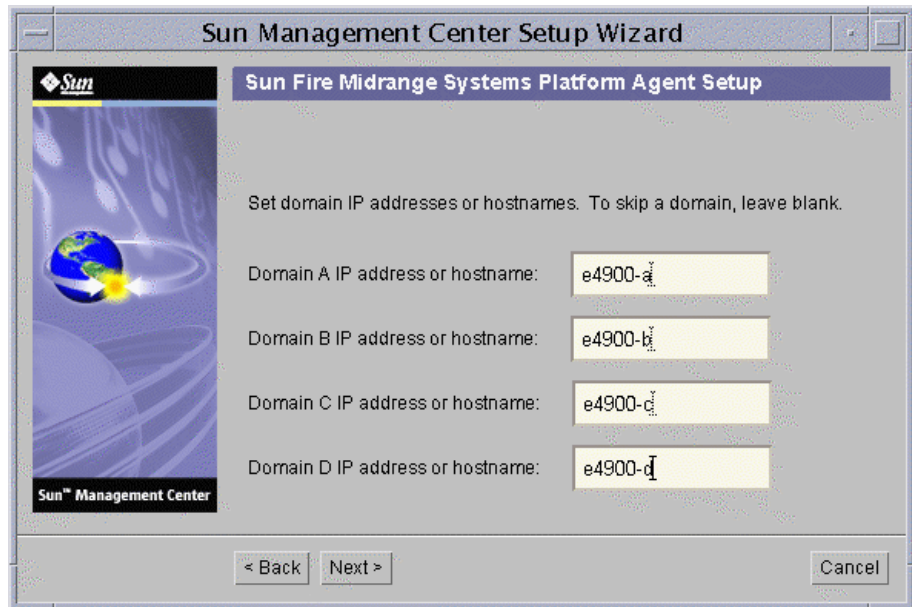 Sun Management Center Setup Wizard
Sun
Sun Fire Midrange Systems Platform Agent Setup
Set domain IP addresses or hostnames. To skip a domain, leave blank.
Domain A IP address or hostname: e4900-a
Domain B IP address or hostname: e4900-b
Domain C IP address or hostname: e4900-c
Domain D IP address or hostname: e4900-d
Sun™ Management Center
< Back Next > Cancel